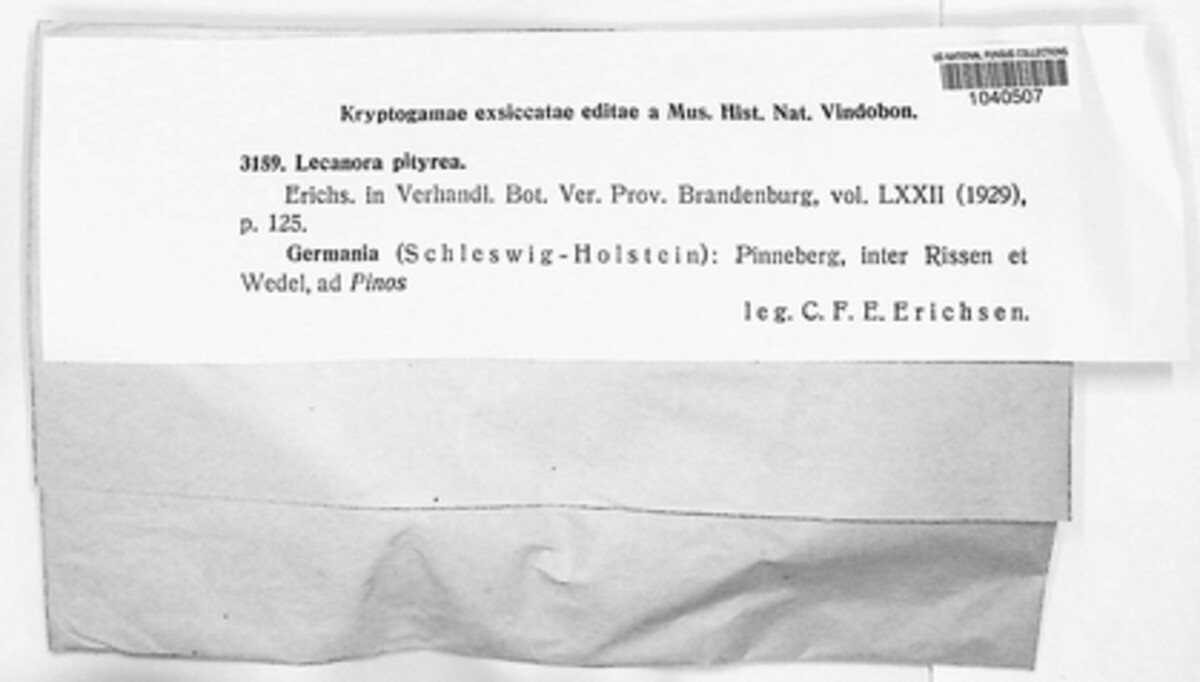 US NATIONAL FUNGUS COLLECTIONS
1040507
Kryptogamae exsiccatae editae a Mus. Hist. Nat. Vindobon.
3189. Lecanora pityrea.
Erichs. in Verhandl. Bot. Ver. Prov. Brandenburg, vol. LXXII (1929),
p. 125.
Germania (Schleswig-Holstein): Pinneberg, inter Rissen et
Wedel, ad Pinos
leg. C. F. E. Erichsen.